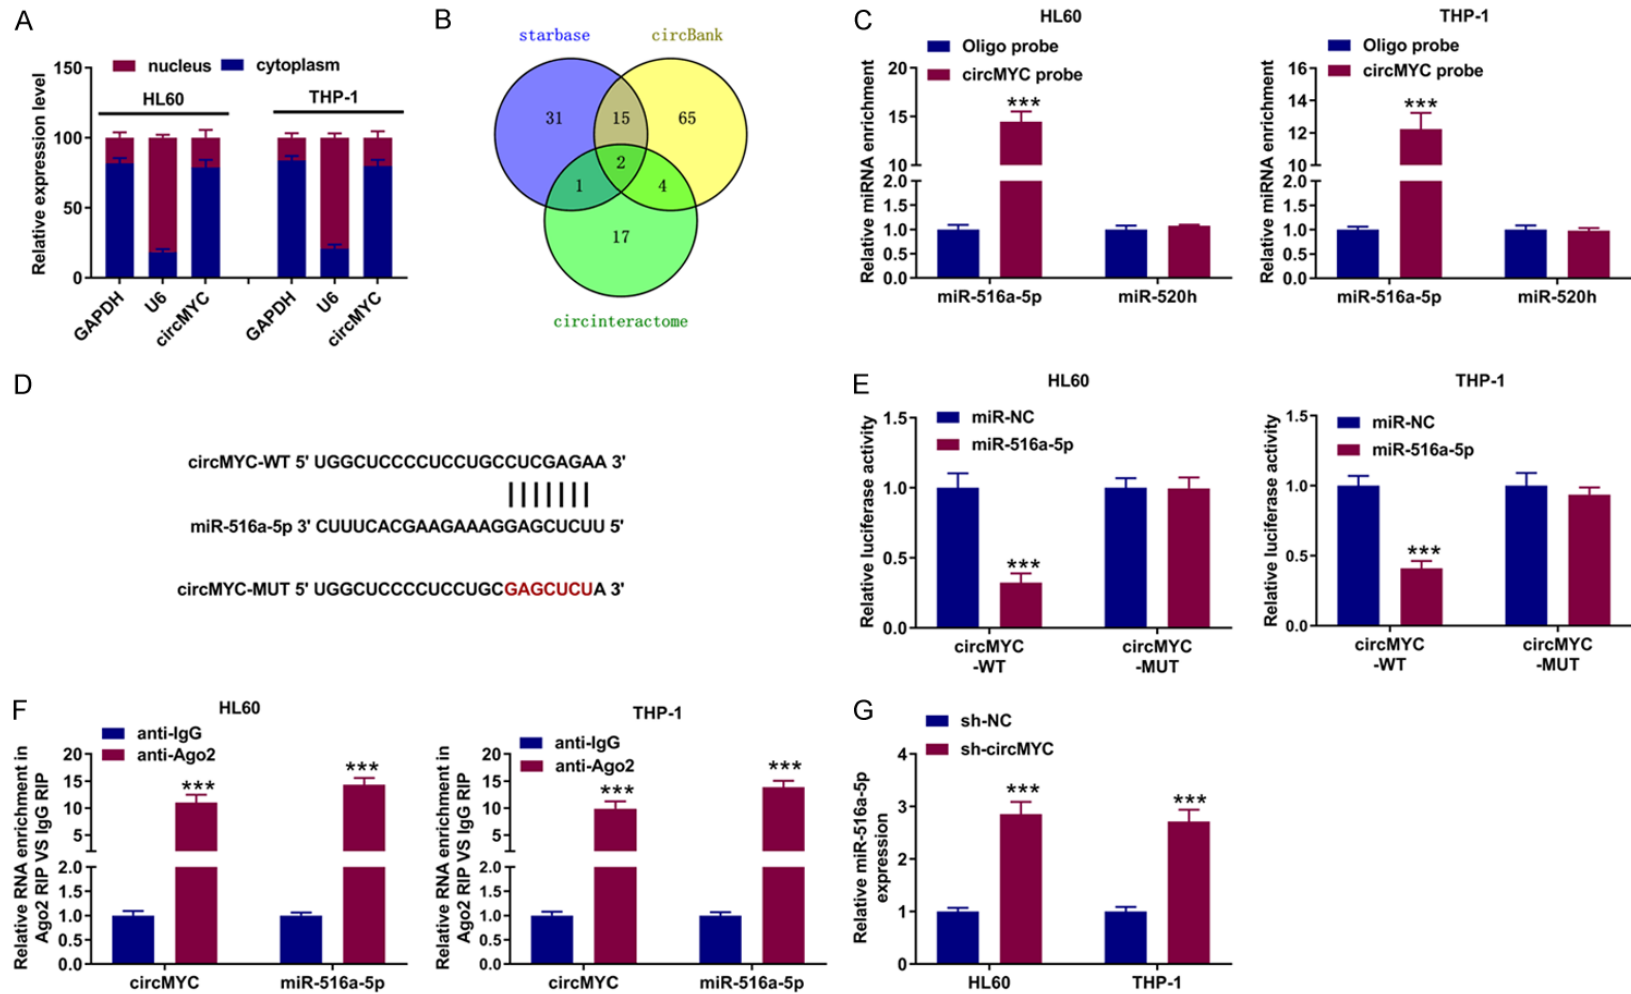 A
nucleus
cytoplasm
HL60
THP-1
Relative expression level
150
100
50
0
GAPDH
U6
circMYC
GAPDH
U6
circMYC
B
starbase
circBank
31
15
65
2
1
4
17
circinteractome
C
HL60
Oligo probe
circMYC probe
Relative miRNA enrichment
20
15
10
2.0
1.5
1.0
0.5
0.0
***
miR-516a-5p
miR-520h
THP-1
Oligo probe
circMYC probe
Relative miRNA enrichment
16
14
12
10
2.0
1.5
1.0
0.5
0.0
***
miR-516a-5p
miR-520h
D
circMYC-WT 5' UGGCUCCCCUCCUGCCUCGAGAA 3'
miR-516a-5p 3' CUUUCACGAAGAAAGGAGCUCUU 5'
circMYC-MUT 5' UGGCUCCCCUCCUGCGAGCUCUA 3'
E
HL60
miR-NC
miR-516a-5p
Relative luciferase activity
1.5
1.0
0.5
0.0
***
circMYC
-WT
circMYC
-MUT
THP-1
miR-NC
miR-516a-5p
Relative luciferase activity
1.5
1.0
0.5
0.0
***
circMYC
-WT
circMYC
-MUT
F
HL60
anti-IgG
anti-Ago2
Relative RNA enrichment in
Ago2 RIP VS IgG RIP
20
15
10
5
2.0
1.5
1.0
0.5
0.0
***
***
circMYC
miR-516a-5p
THP-1
anti-IgG
anti-Ago2
Relative RNA enrichment in
Ago2 RIP VS IgG RIP
20
15
10
5
2.0
1.5
1.0
0.5
0.0
***
***
circMYC
miR-516a-5p
G
sh-NC
sh-circMYC
Relative miR-516a-5p
expression
4
3
2
1
0
***
***
HL60
THP-1